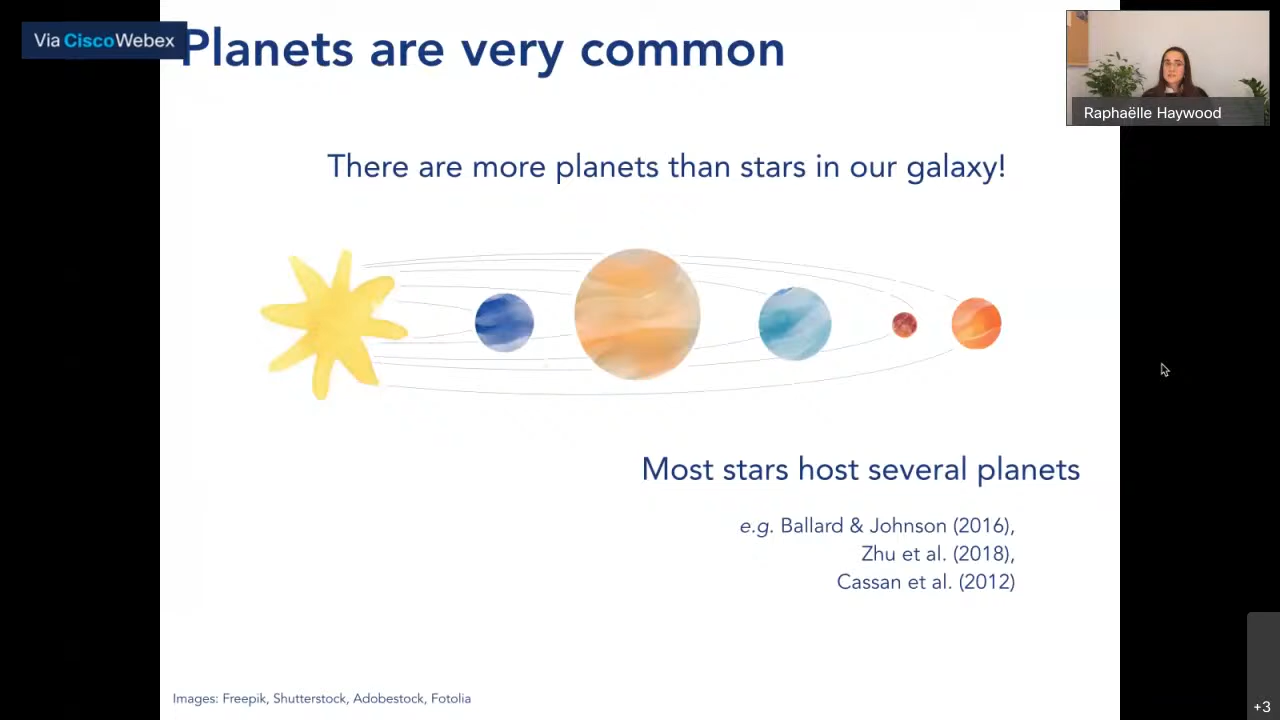 Via Cisco Webex
Planets are very common
Raphaëlle Haywood
There are more planets than stars in our galaxy!
Most stars host several planets
e.g. Ballard & Johnson (2016),
Zhu et al. (2018),
Cassan et al. (2012)
Images: Freepik, Shutterstock, Adobestock, Fotolia
+3